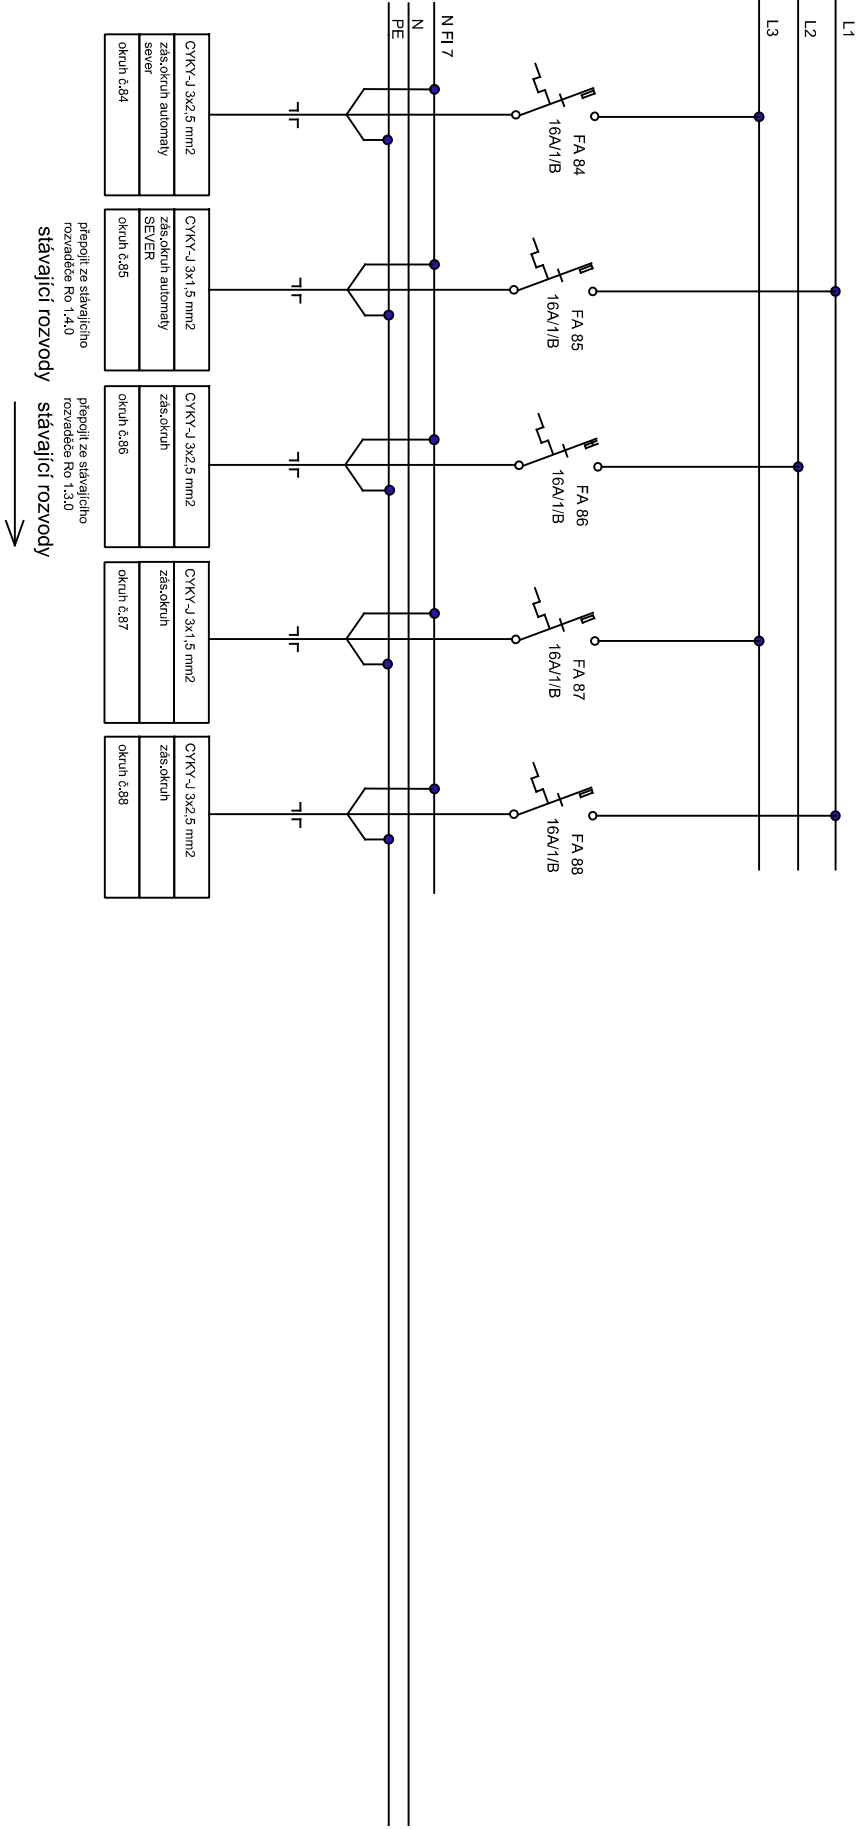 L1
L2
L3
N FI 7
N
PE
FA 84
16A/1/B
FA 85
16A/1/B
FA 86
16A/1/B
FA 87
16A/1/B
FA 88
16A/1/B
CYKY-J 3x2,5 mm2
zás.okruh automaty
sever
okruh č.84
CYKY-J 3x1,5 mm2
zás.okruh automaty
SEVER
okruh č.85
CYKY-J 3x2,5 mm2
zás.okruh
okruh č.86
CYKY-J 3x1,5 mm2
zás.okruh
okruh č.87
CYKY-J 3x2,5 mm2
zás.okruh
okruh č.88
přepojit ze stávajícího
rozvaděče Ro 1.4.0
stávající rozvody
přepojit ze stávajícího
rozvaděče Ro 1.3.0
stávající rozvody